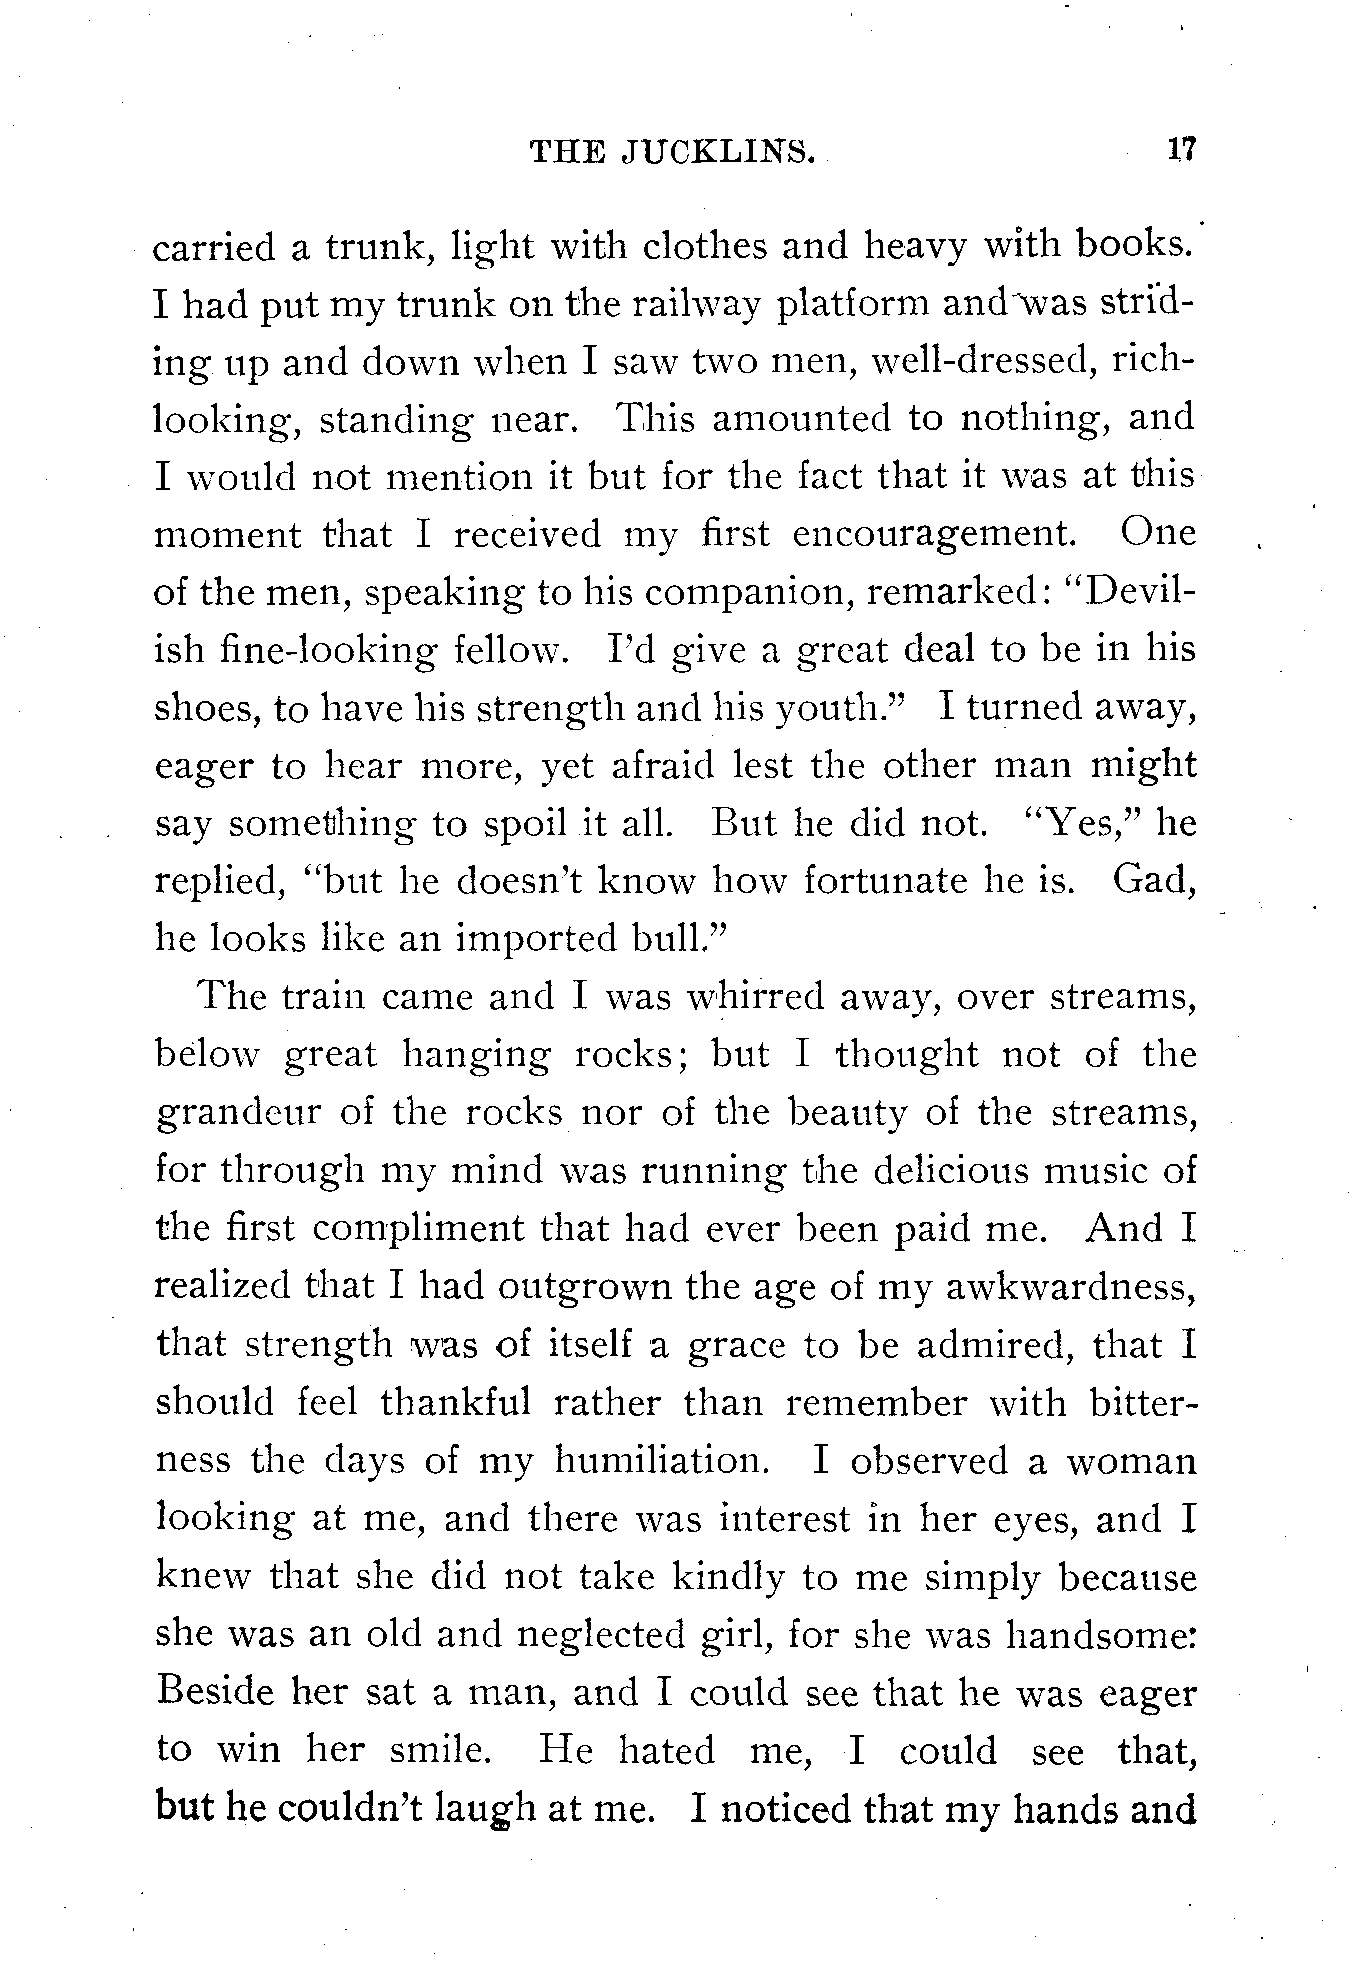 THE JUCKLINS. 17
carried a trunk, light with clothes and heavy with books.
I had put my trunk on the railway platform and was strid-
ing up and down when I saw two men, well-dressed, rich-
looking, standing near. This amounted to nothing, and
I would not mention it but for the fact that it was at this
moment that I received my first encouragement. One
of the men, speaking to his companion, remarked: “Devil-
ish fine-looking fellow. I’d give a great deal to be in his
shoes, to have his strength and his youth.” I turned away,
eager to hear more, yet afraid lest the other man might
say something to spoil it all. But he did not. “Yes,” he
replied, “but he doesn’t know how fortunate he is. Gad,
he looks like an imported bull.”
The train came and I was whirred away, over streams,
below great hanging rocks; but I thought not of the
grandeur of the rocks nor of the beauty of the streams,
for through my mind was running the delicious music of
the first compliment that had ever been paid me. And I
realized that I had outgrown the age of my awkwardness,
that strength was of itself a grace to be admired, that I
should feel thankful rather than remember with bitter-
ness the days of my humiliation. I observed a woman
looking at me, and there was interest in her eyes, and I
knew that she did not take kindly to me simply because
she was an old and neglected girl, for she was handsome:
Beside her sat a man, and I could see that he was eager
to win her smile. He hated me, I could see that,
but he couldn’t laugh at me. I noticed that my hands and